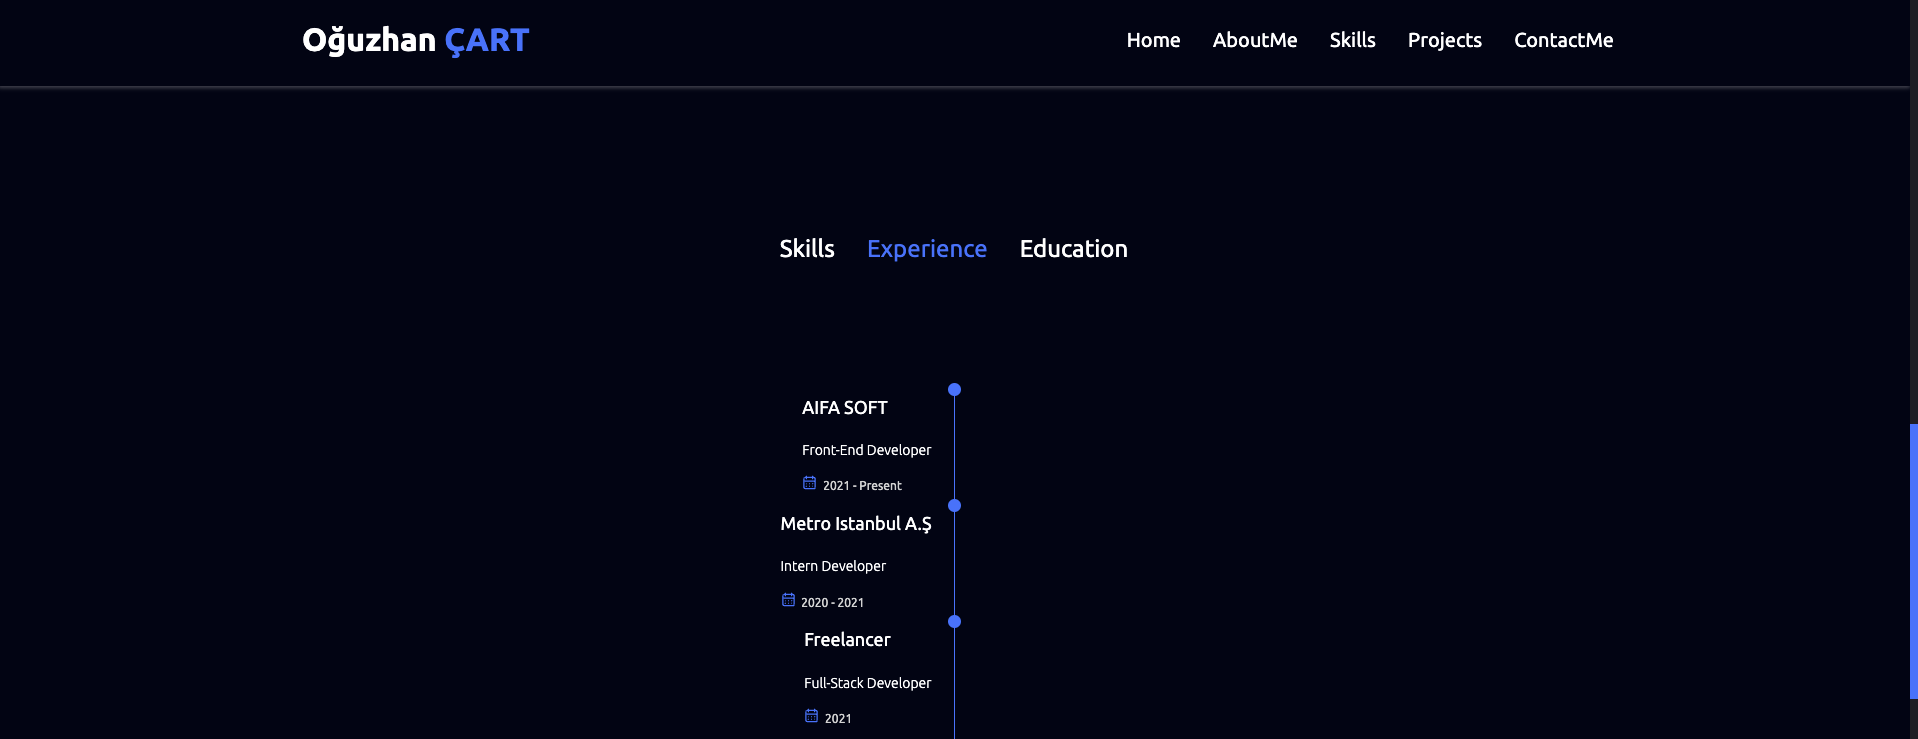 Oğuzhan ÇART
Home AboutMe Skills Projects ContactMe
Skills Experience Education
AIFA SOFT
Front-End Developer
2021 - Present
Metro Istanbul A.Ş
Intern Developer
2020 - 2021
Freelancer
Full-Stack Developer
2021